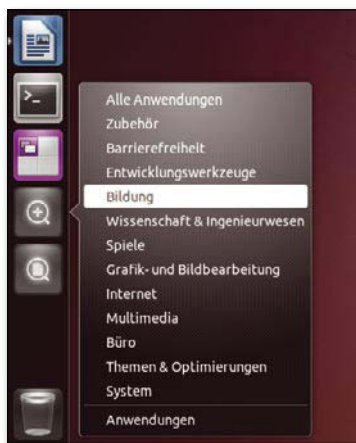 >_
Alle Anwendungen
Zubehör
Barrierefreiheit
Entwicklungswerkzeuge
Bildung
Wissenschaft & Ingenieurwesen
Spiele
Grafik- und Bildbearbeitung
Internet
Multimedia
Büro
Themen & Optimierungen
System
Anwendungen